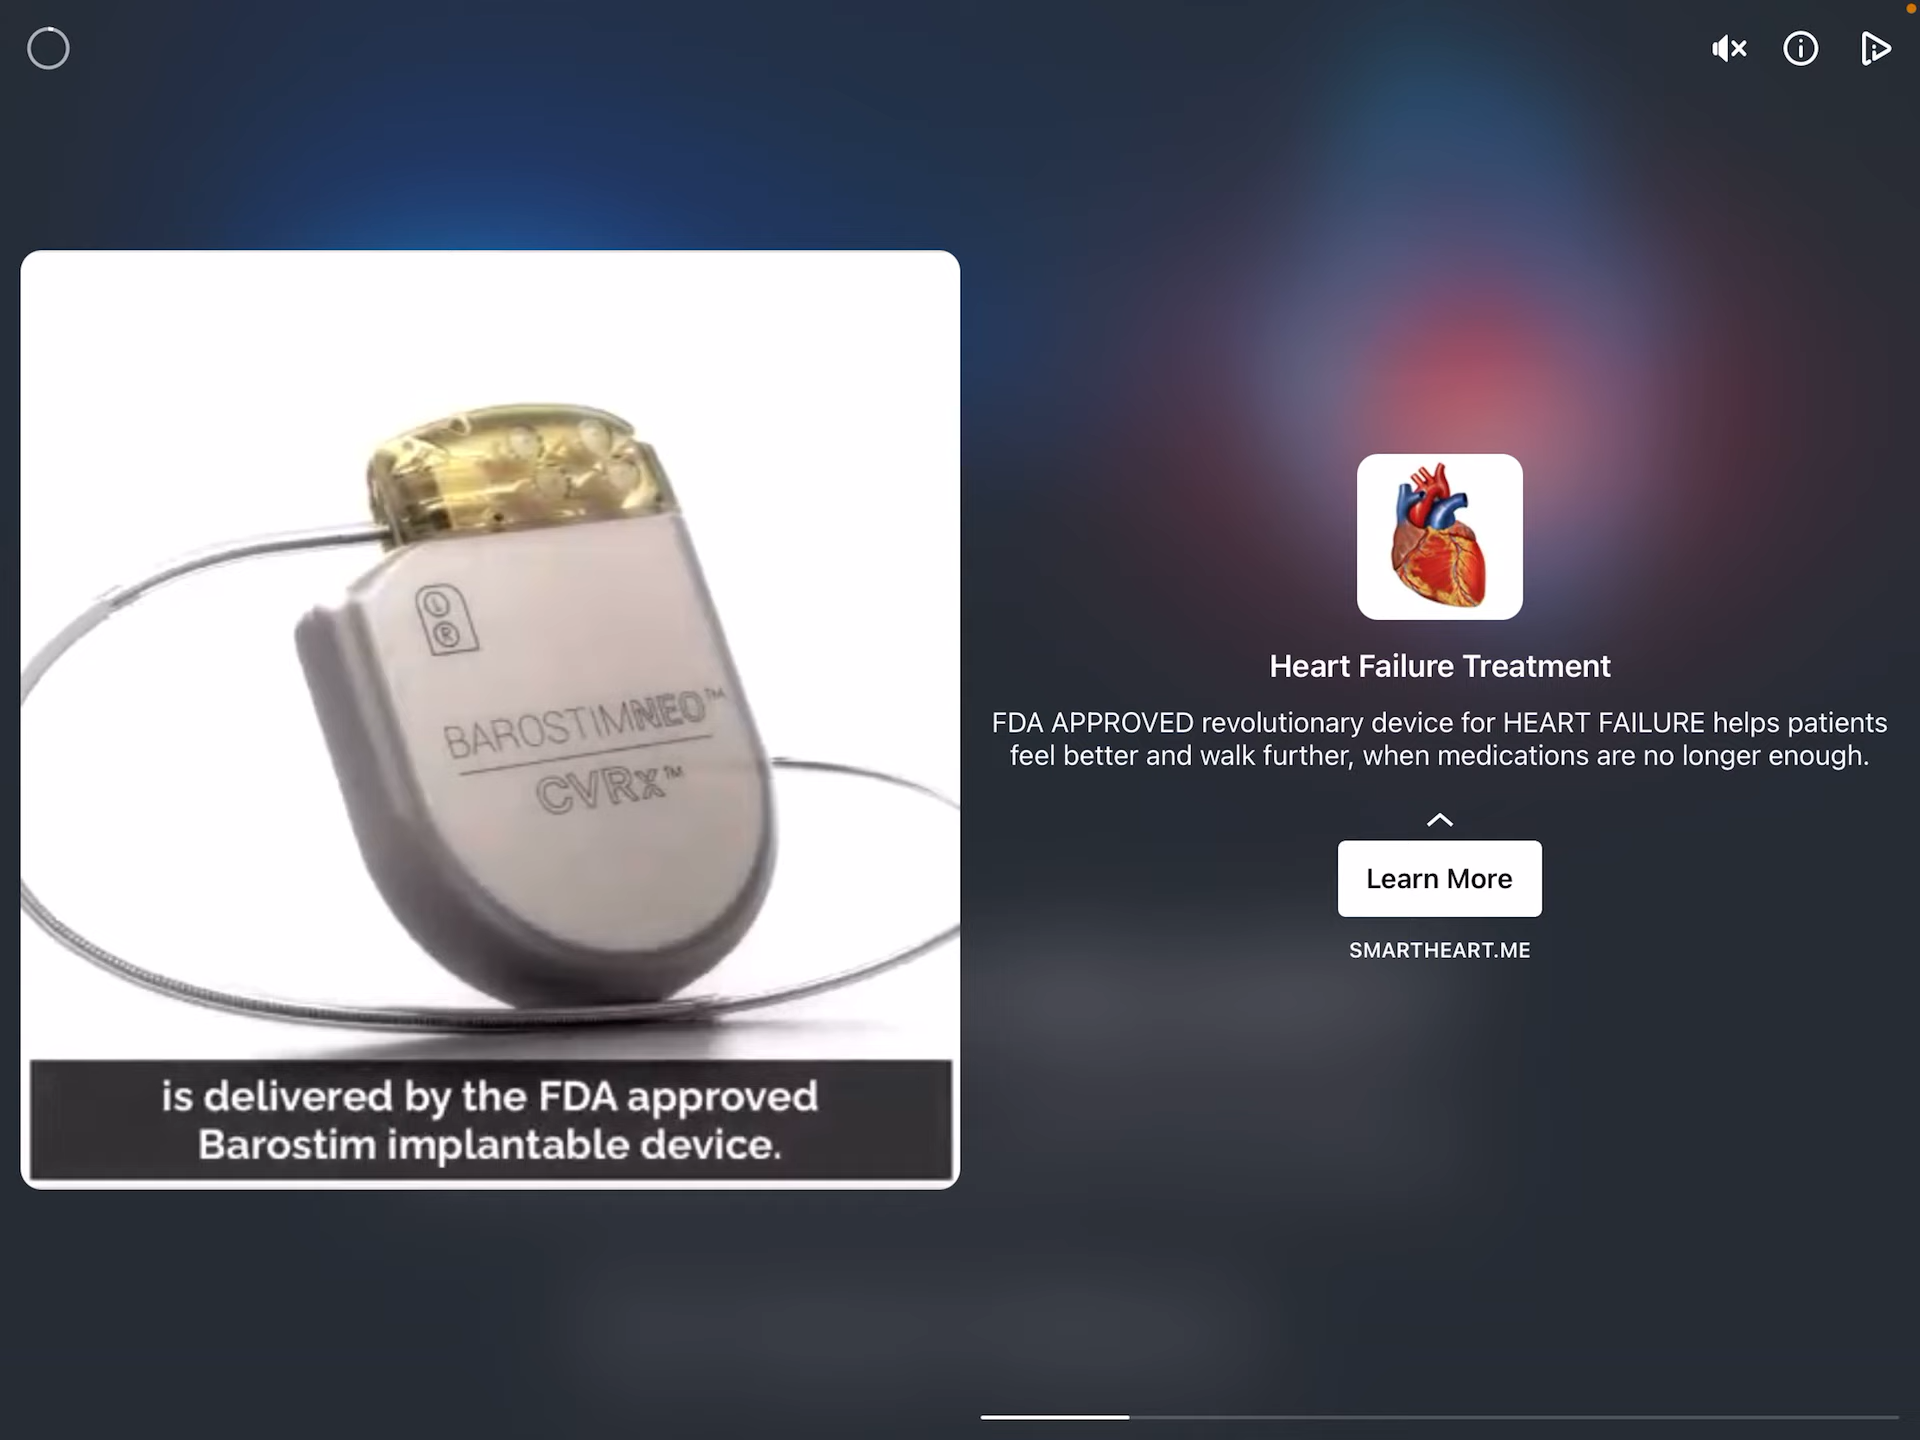 L
R
BAROSTIMNEO™
CVRx™
is delivered by the FDA approved
Barostim implantable device.
Heart Failure Treatment
FDA APPROVED revolutionary device for HEART FAILURE helps patients
feel better and walk further, when medications are no longer enough.
Learn More
SMARTHEART.ME